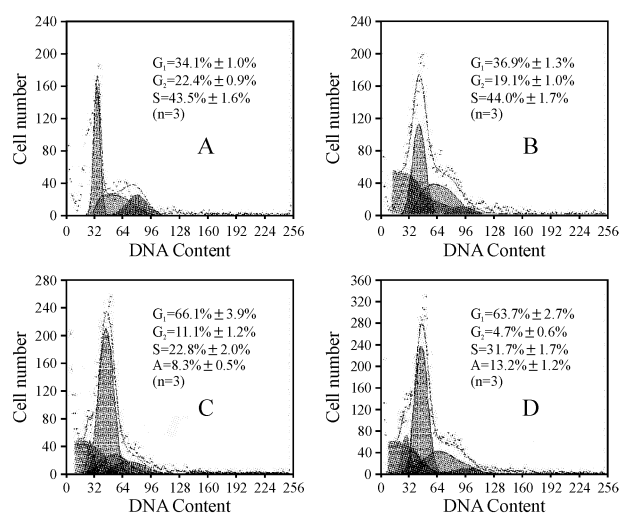 240
200
160
120
80
40
0
Cell number
G₁=34.1%±1.0%
G₂=22.4%±0.9%
S=43.5%±1.6%
(n=3)
A
0 32 64 96 128 160 192 224 256
DNA Content
240
200
160
120
80
40
0
Cell number
G₁=36.9%±1.3%
G₂=19.1%±1.0%
S=44.0%±1.7%
(n=3)
B
0 32 64 96 128 160 192 224 256
DNA Content
280
240
200
160
120
80
40
0
Cell number
G₁=66.1%±3.9%
G₂=11.1%±1.2%
S=22.8%±2.0%
A=8.3%±0.5%
(n=3)
C
0 32 64 96 128 160 192 224 256
DNA Content
360
320
280
240
200
160
120
80
40
0
Cell number
G₁=63.7%±2.7%
G₂=4.7%±0.6%
S=31.7%±1.7%
A=13.2%±1.2%
(n=3)
D
0 32 64 96 128 160 192 224 256
DNA Content